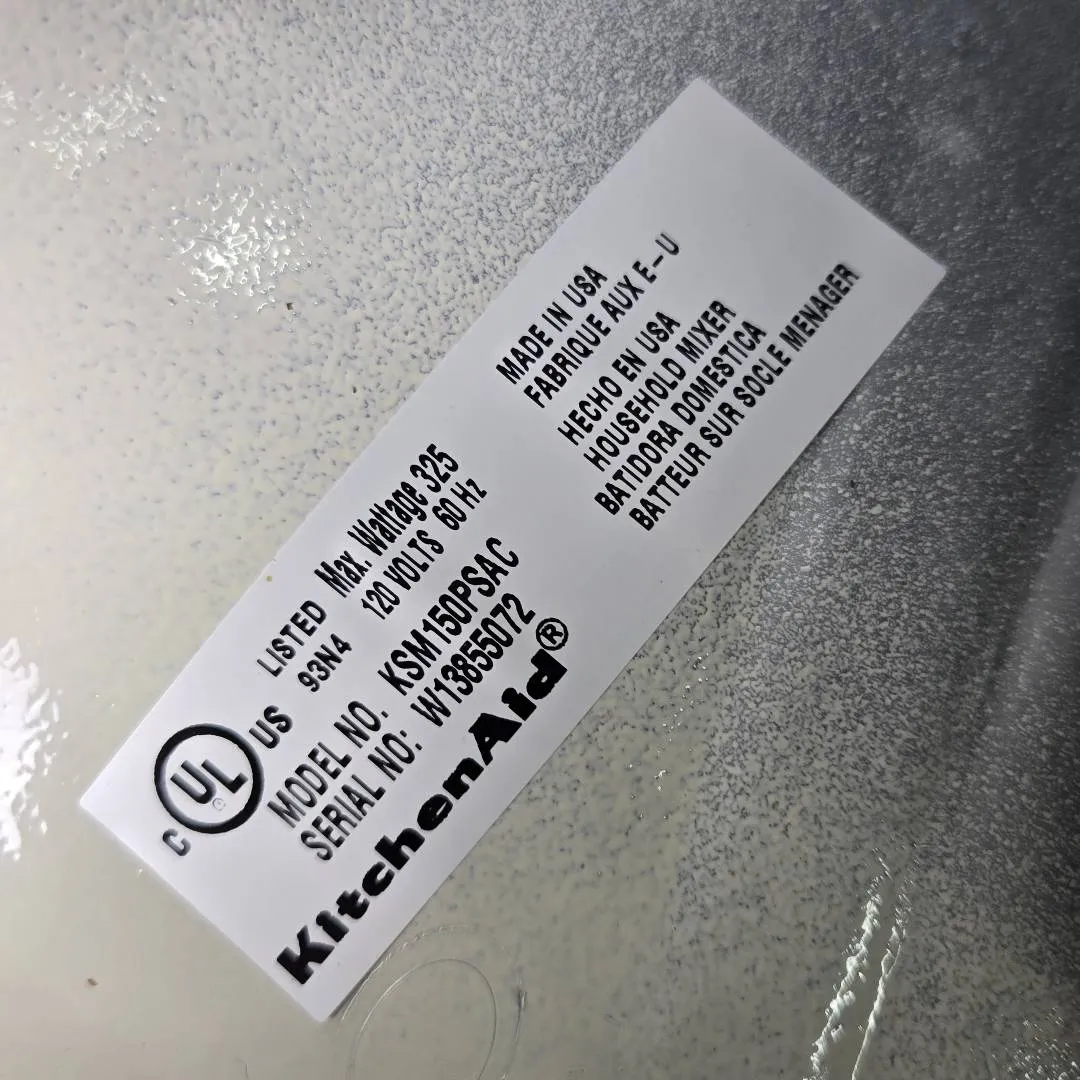 C UL US LISTED Max. Wattage 325
93N4 120 VOLTS 60 Hz
MODEL NO. KSM150PSAC
SERIAL NO. W13855072
KitchenAid®
MADE IN USA
FABRIQUE AUX E-U
HECHO EN USA
HOUSEHOLD MIXER
BATIDORA DOMESTICA
BATTEUR SUR SOCLE MENAGER